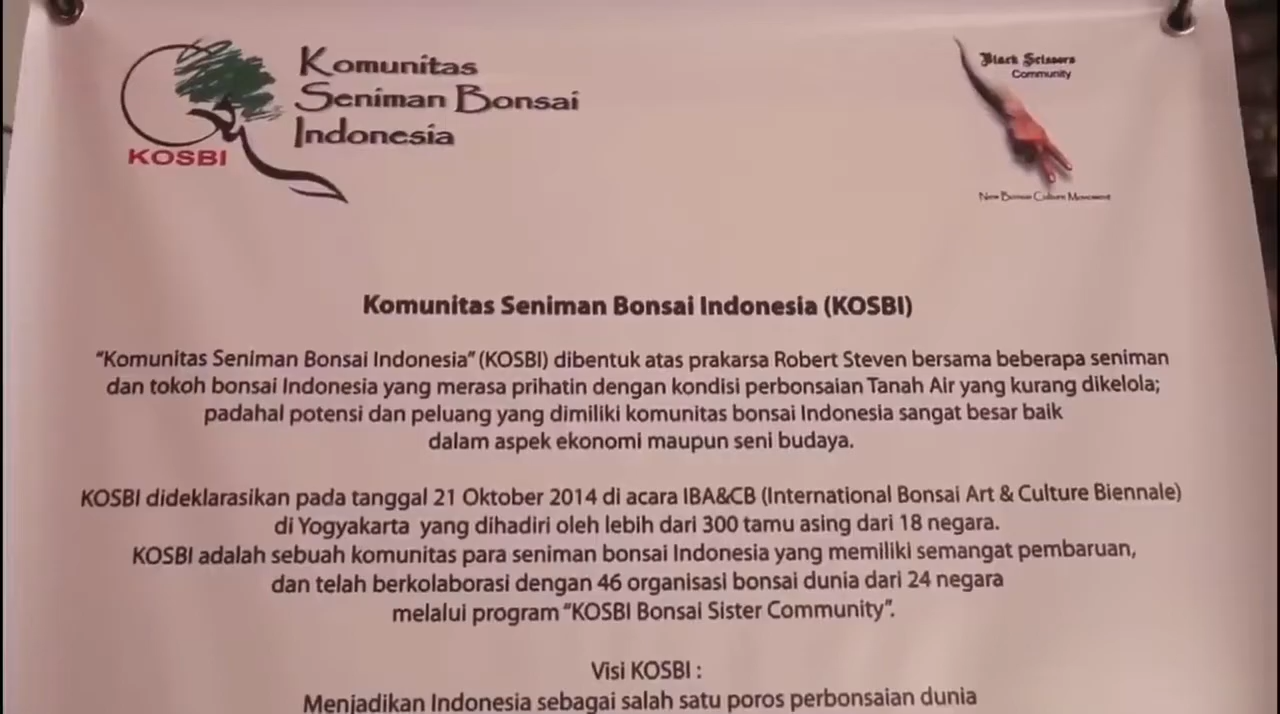 Komunitas
Seniman Bonsai
Indonesia
KOSBI
Black Scissors
Community
New Bonsai Culture Movement
Komunitas Seniman Bonsai Indonesia (KOSBI)
“Komunitas Seniman Bonsai Indonesia” (KOSBI) dibentuk atas prakarsa Robert Steven bersama beberapa seniman
dan tokoh bonsai Indonesia yang merasa prihatin dengan kondisi perbonsaian Tanah Air yang kurang dikelola;
padahal potensi dan peluang yang dimiliki komunitas bonsai Indonesia sangat besar baik
dalam aspek ekonomi maupun seni budaya.
KOSBI dideklarasikan pada tanggal 21 Oktober 2014 di acara IBA&CB (International Bonsai Art & Culture Biennale)
di Yogyakarta yang dihadiri oleh lebih dari 300 tamu asing dari 18 negara.
KOSBI adalah sebuah komunitas para seniman bonsai Indonesia yang memiliki semangat pembaruan,
dan telah berkolaborasi dengan 46 organisasi bonsai dunia dari 24 negara
melalui program “KOSBI Bonsai Sister Community”.
Visi KOSBI :
Menjadikan Indonesia sebagai salah satu poros perbonsaian dunia